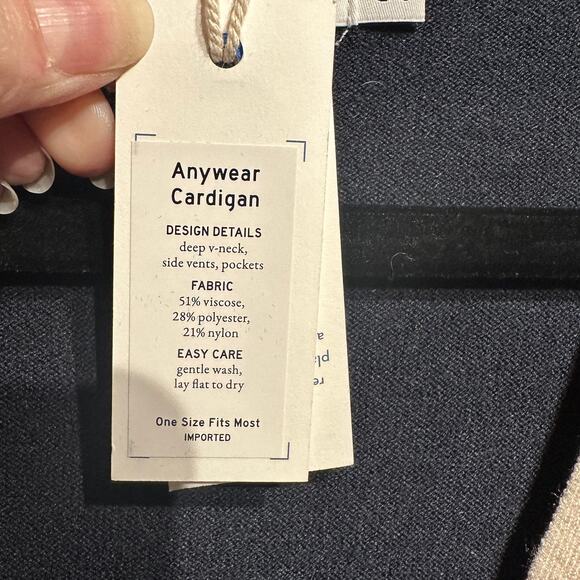 Anywear
Cardigan
DESIGN DETAILS
deep v-neck,
side vents, pockets
FABRIC
51% viscose,
28% polyester,
21% nylon
EASY CARE
gentle wash,
lay flat to dry
One Size Fits Most
IMPORTED